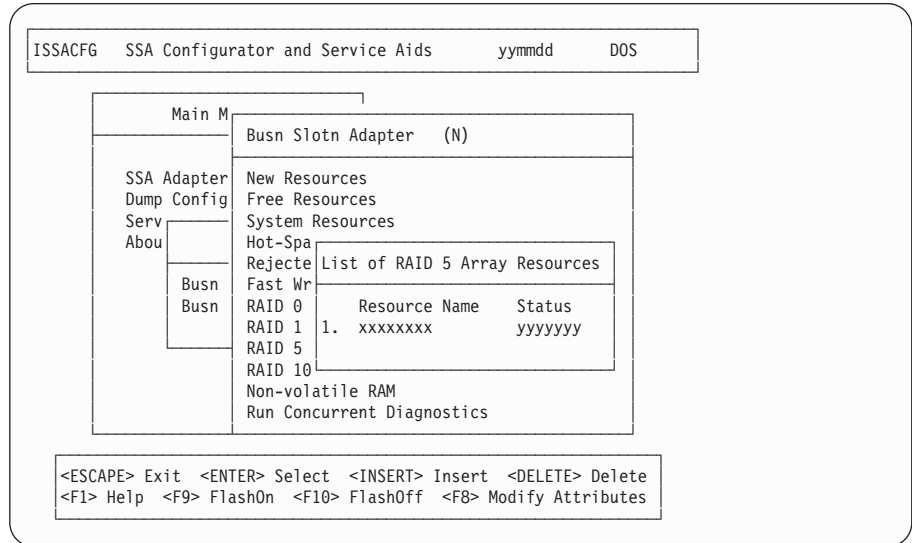 ISSACFG SSA Configurator and Service Aids yymmdd DOS
Main M
Busn Slotn Adapter (N)
SSA Adapter
Dump Config
Serv
Abou
Busn
Busn
New Resources
Free Resources
System Resources
Hot-Spa
Rejecte
Fast Wr
RAID 0
RAID 1
RAID 5
RAID 10
Non-volatile RAM
Run Concurrent Diagnostics
List of RAID 5 Array Resources
Resource Name Status
1. xxxxxxxx yyyyyyy
<ESCAPE> Exit <ENTER> Select <INSERT> Insert <DELETE> Delete
<F1> Help <F9> FlashOn <F10> FlashOff <F8> Modify Attributes